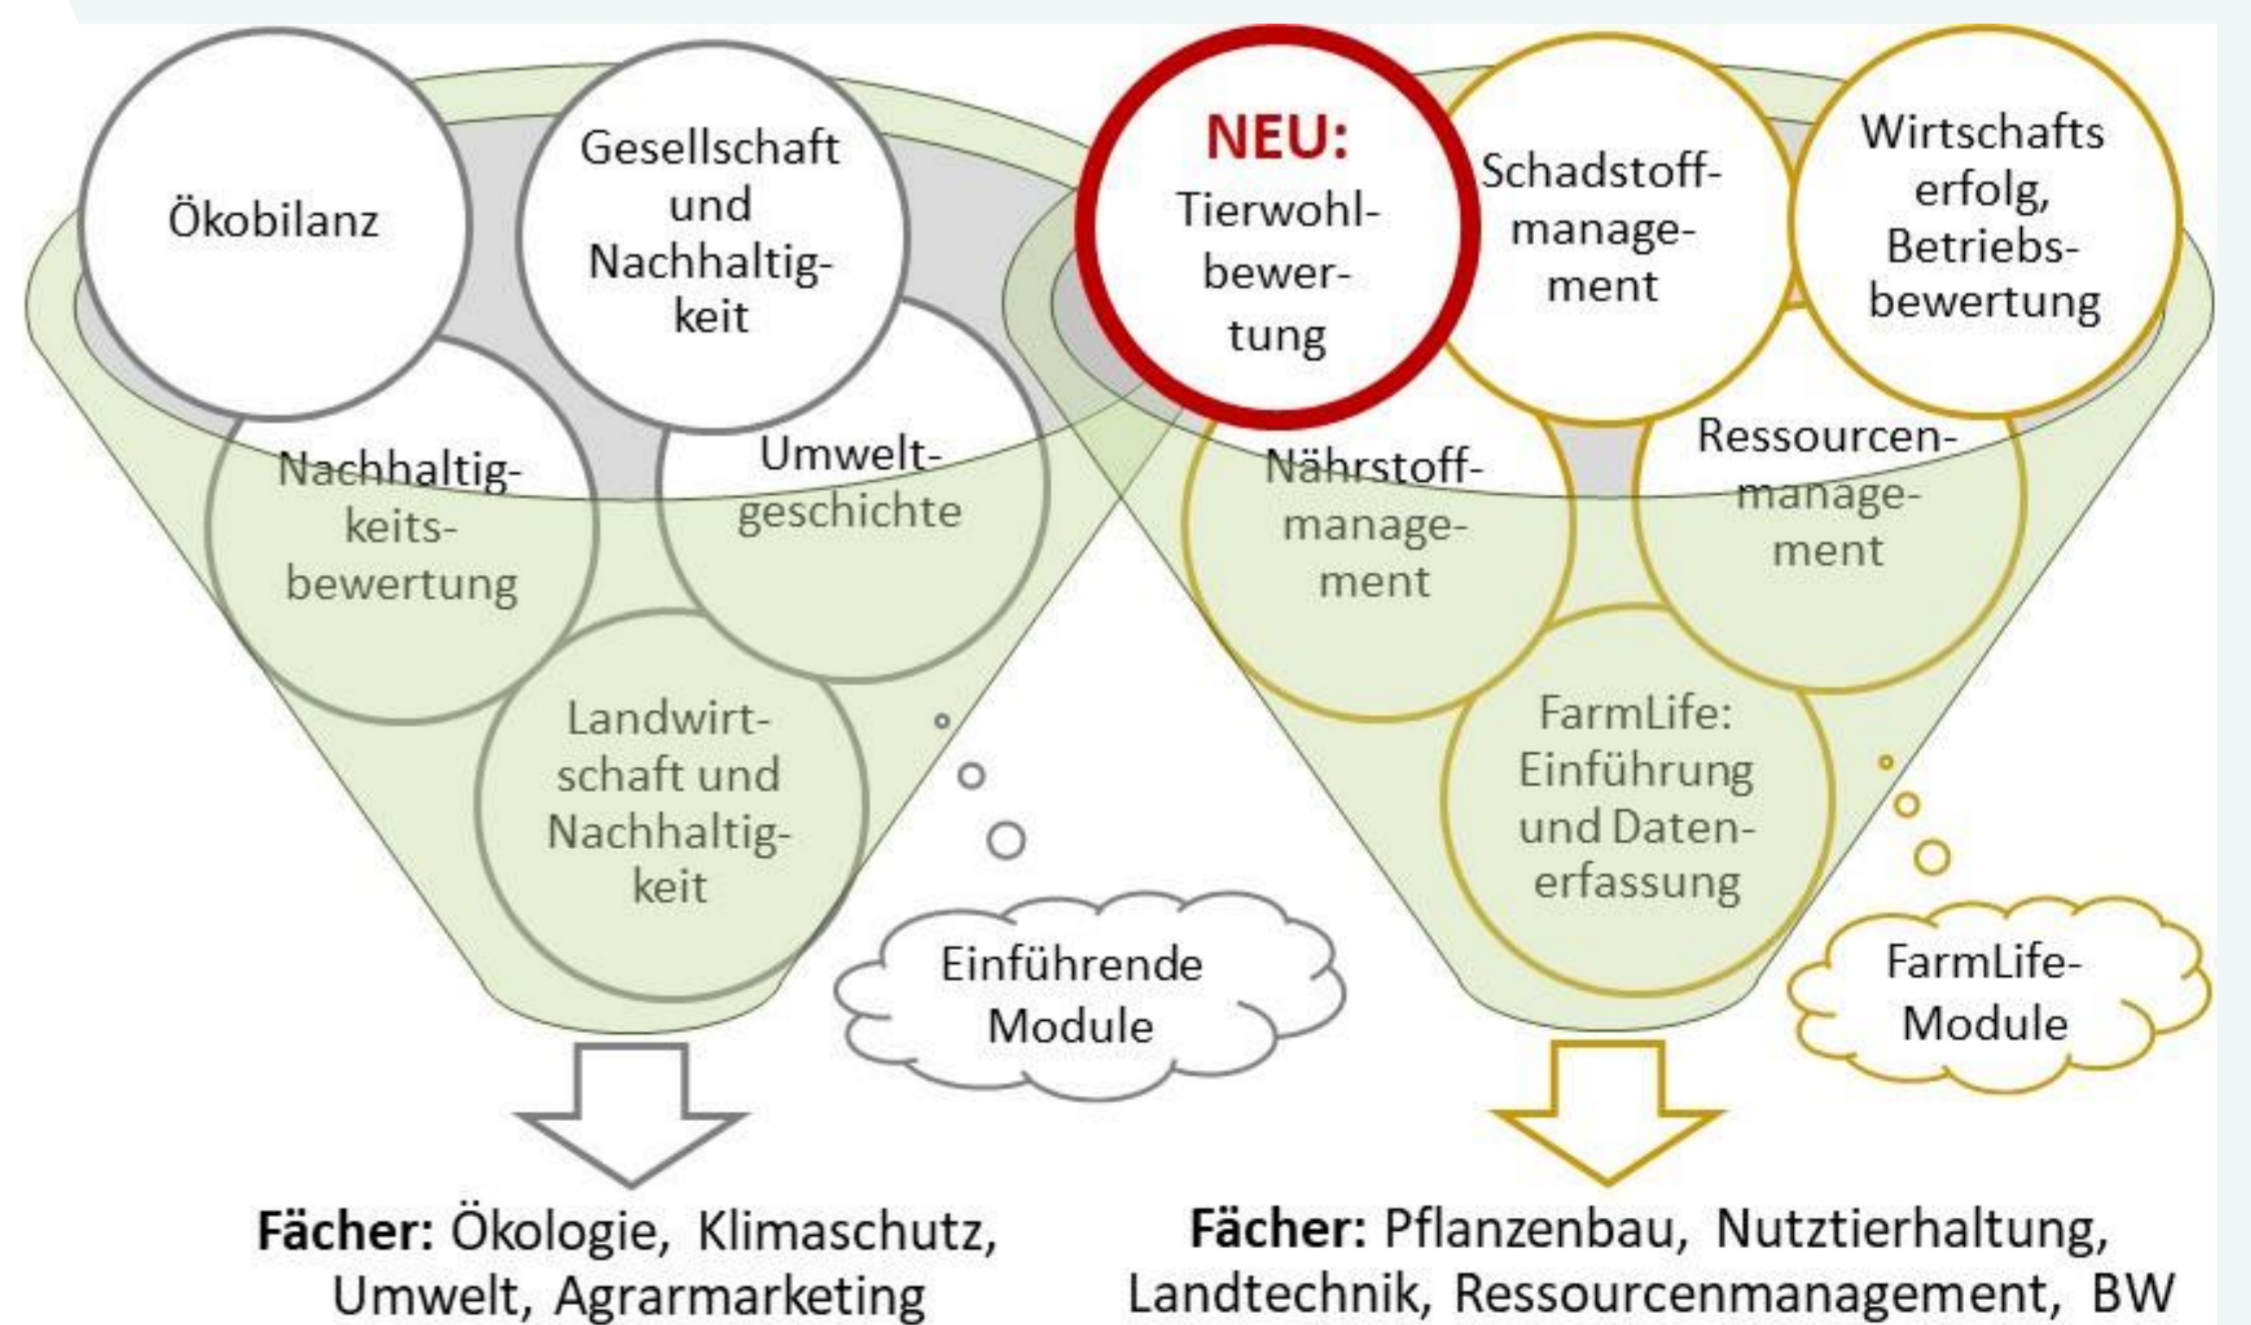 Ökobilanz
Gesellschaft
und
Nachhaltig-
keit
Nachhaltig-
keits-
bewertung
Umwelt-
geschichte
Landwirt-
schaft und
Nachhaltig-
keit
Einführende
Module
Fächer: Ökologie, Klimaschutz,
Umwelt, Agrarmarketing
NEU:
Tierwohl-
bewer-
tung
Schadstoff-
manage-
ment
Wirtschafts
erfolg,
Betriebs-
bewertung
Nährstoff-
manage-
ment
Ressourcen-
manage-
ment
FarmLife:
Einführung
und Daten-
erfassung
FarmLife-
Module
Fächer: Pflanzenbau, Nutztierhaltung,
Landtechnik, Ressourcenmanagement, BW